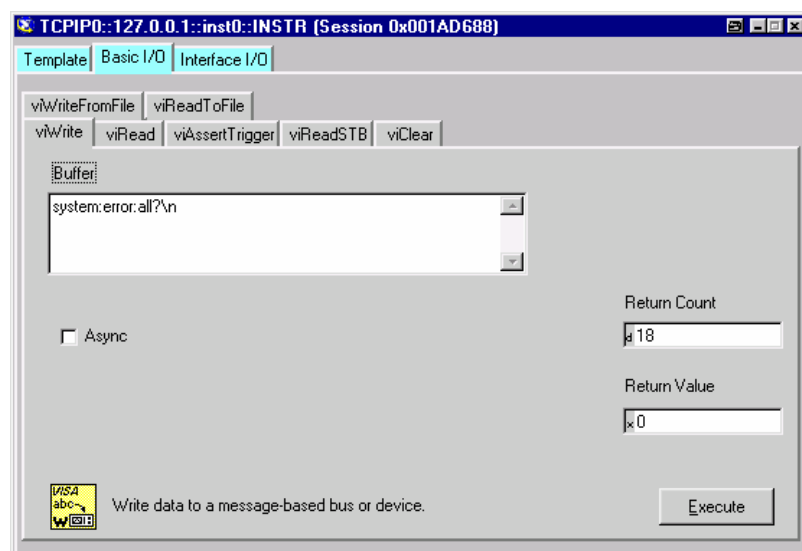 TCPIP0::127.0.0.1::inst0::INSTR (Session 0x001AD688)
Template Basic I/O Interface I/O
viWriteFromFile viReadToFile
viWrite viRead viAssertTrigger viReadSTB viClear
Buffer
system:error:all?\n
Return Count
d 18
Async
Return Value
x 0
VISA
abc
W
Write data to a message-based bus or device.
Execute